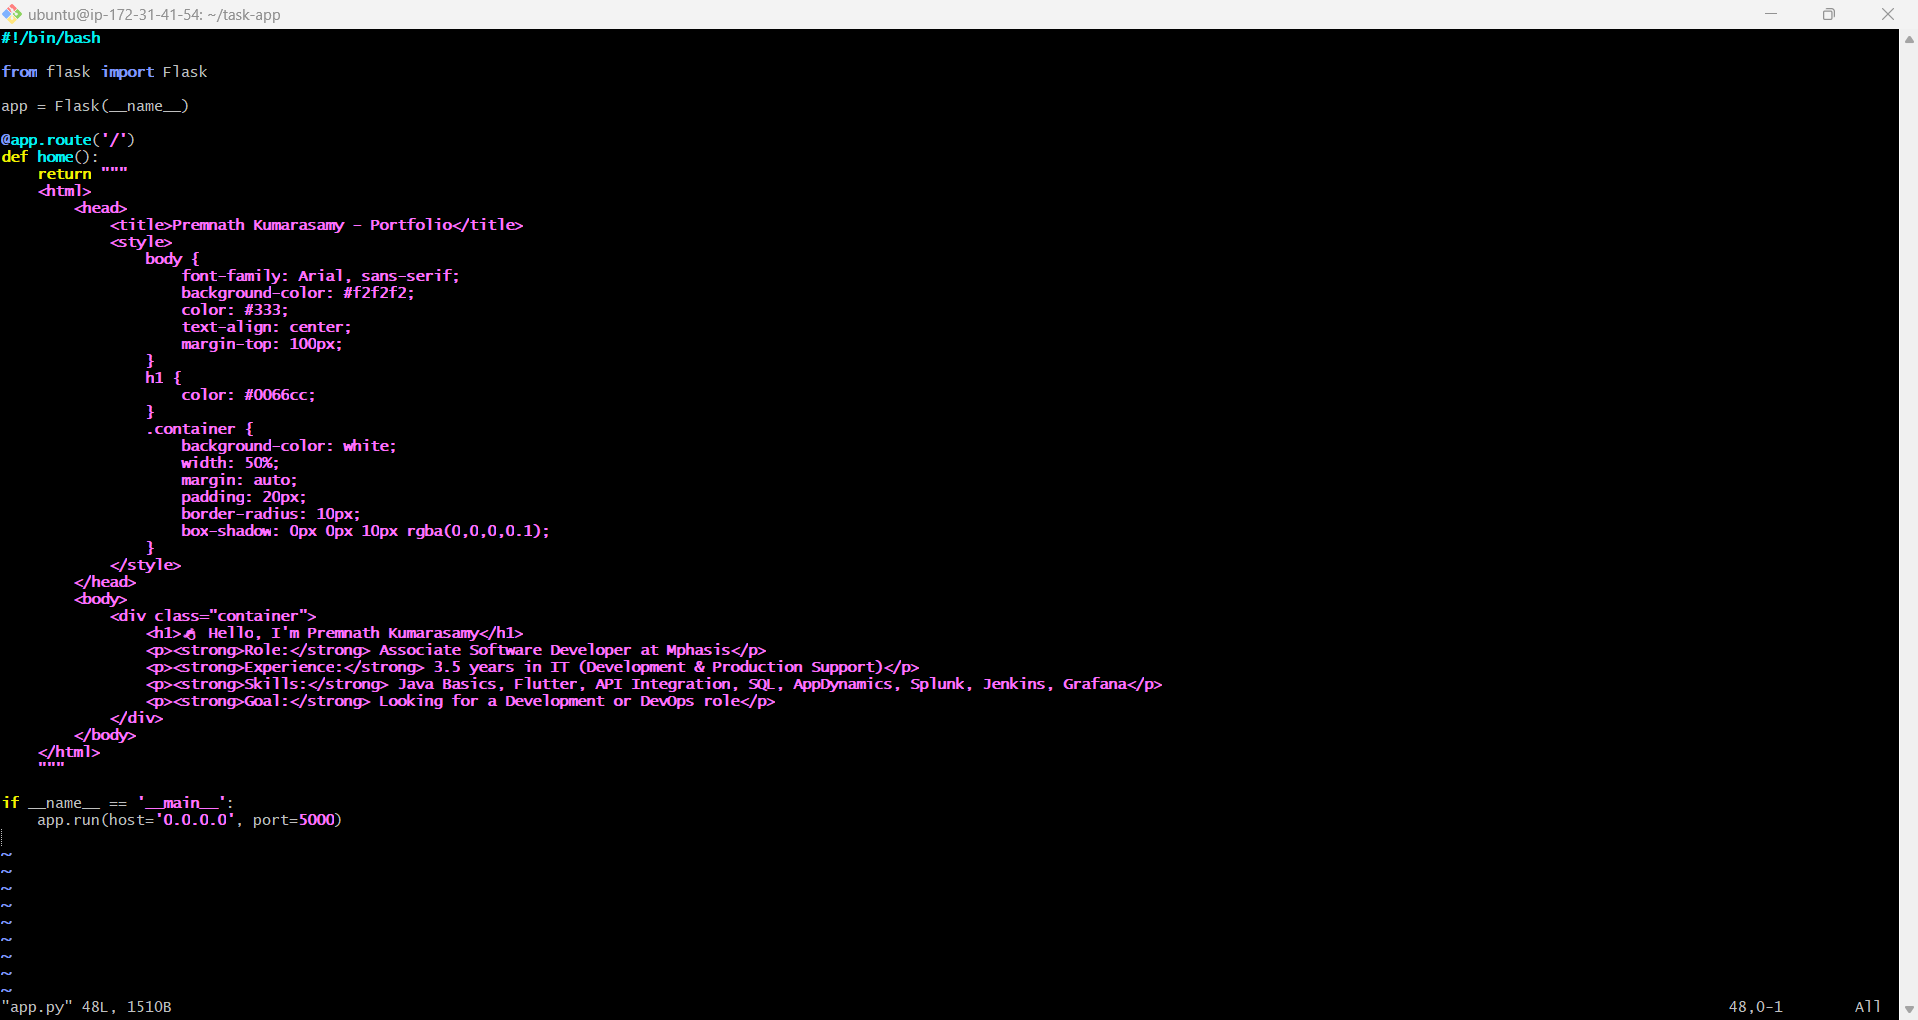 ubuntu@ip-172-31-41-54: ~/task-app
#!/bin/bash
from flask import Flask
app = Flask(__name__)
@app.route('/')
def home():
    return """
    <html>
        <head>
            <title>Premnath Kumarasamy - Portfolio</title>
            <style>
                body {
                    font-family: Arial, sans-serif;
                    background-color: #f2f2f2;
                    color: #333;
                    text-align: center;
                    margin-top: 100px;
                }
                h1 {
                    color: #0066cc;
                }
                .container {
                    background-color: white;
                    width: 50%;
                    margin: auto;
                    padding: 20px;
                    border-radius: 10px;
                    box-shadow: 0px 0px 10px rgba(0,0,0,0.1);
                }
            </style>
        </head>
        <body>
            <div class="container">
                <h1>👋 Hello, I'm Premnath Kumarasamy</h1>
                <p><strong>Role:</strong> Associate Software Developer at Mphasis</p>
                <p><strong>Experience:</strong> 3.5 years in IT (Development & Production Support)</p>
                <p><strong>Skills:</strong> Java Basics, Flutter, API Integration, SQL, AppDynamics, Splunk, Jenkins, Grafana</p>
                <p><strong>Goal:</strong> Looking for a Development or DevOps role</p>
            </div>
        </body>
    </html>
    """
if __name__ == '__main__':
    app.run(host='0.0.0.0', port=5000)
~
~
~
~
~
~
~
~
~
"app.py" 48L, 1510B 48,0-1 All